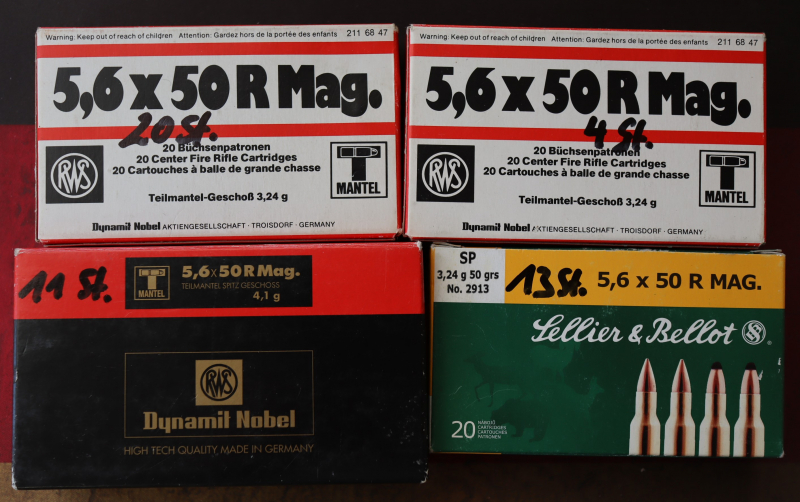 Warning: Keep out of reach of children Attention: Gardez hors de la portée des enfants 211 68 47
5,6 x 50 R Mag.
20 St.
20 Büchsenpatronen
20 Center Fire Rifle Cartridges
20 Cartouches à balle de grande chasse
RWS
T
MANTEL
Teilmantel-Geschoß 3,24 g
Dynamit Nobel AKTIENGESELLSCHAFT · TROISDORF · GERMANY
Warning: Keep out of reach of children Attention: Gardez hors de la portée des enfants 211 68 47
5,6 x 50 R Mag.
4 St.
20 Büchsenpatronen
20 Center Fire Rifle Cartridges
20 Cartouches à balle de grande chasse
RWS
T
MANTEL
Teilmantel-Geschoß 3,24 g
Dynamit Nobel AKTIENGESELLSCHAFT · TROISDORF · GERMANY
11 St.
T
MANTEL
5,6x50 R Mag.
TEILMANTEL SPITZ GESCHOSS
4,1 g
RWS
Dynamit Nobel
HIGH TECH QUALITY MADE IN GERMANY
SP
3,24 g 50 grs
No. 2913
13 St.
5,6 x 50 R MAG.
Sellier & Bellot
20
NÁBOJŮ
CARTRIDGES
CARTOUCHES
PATRONEN